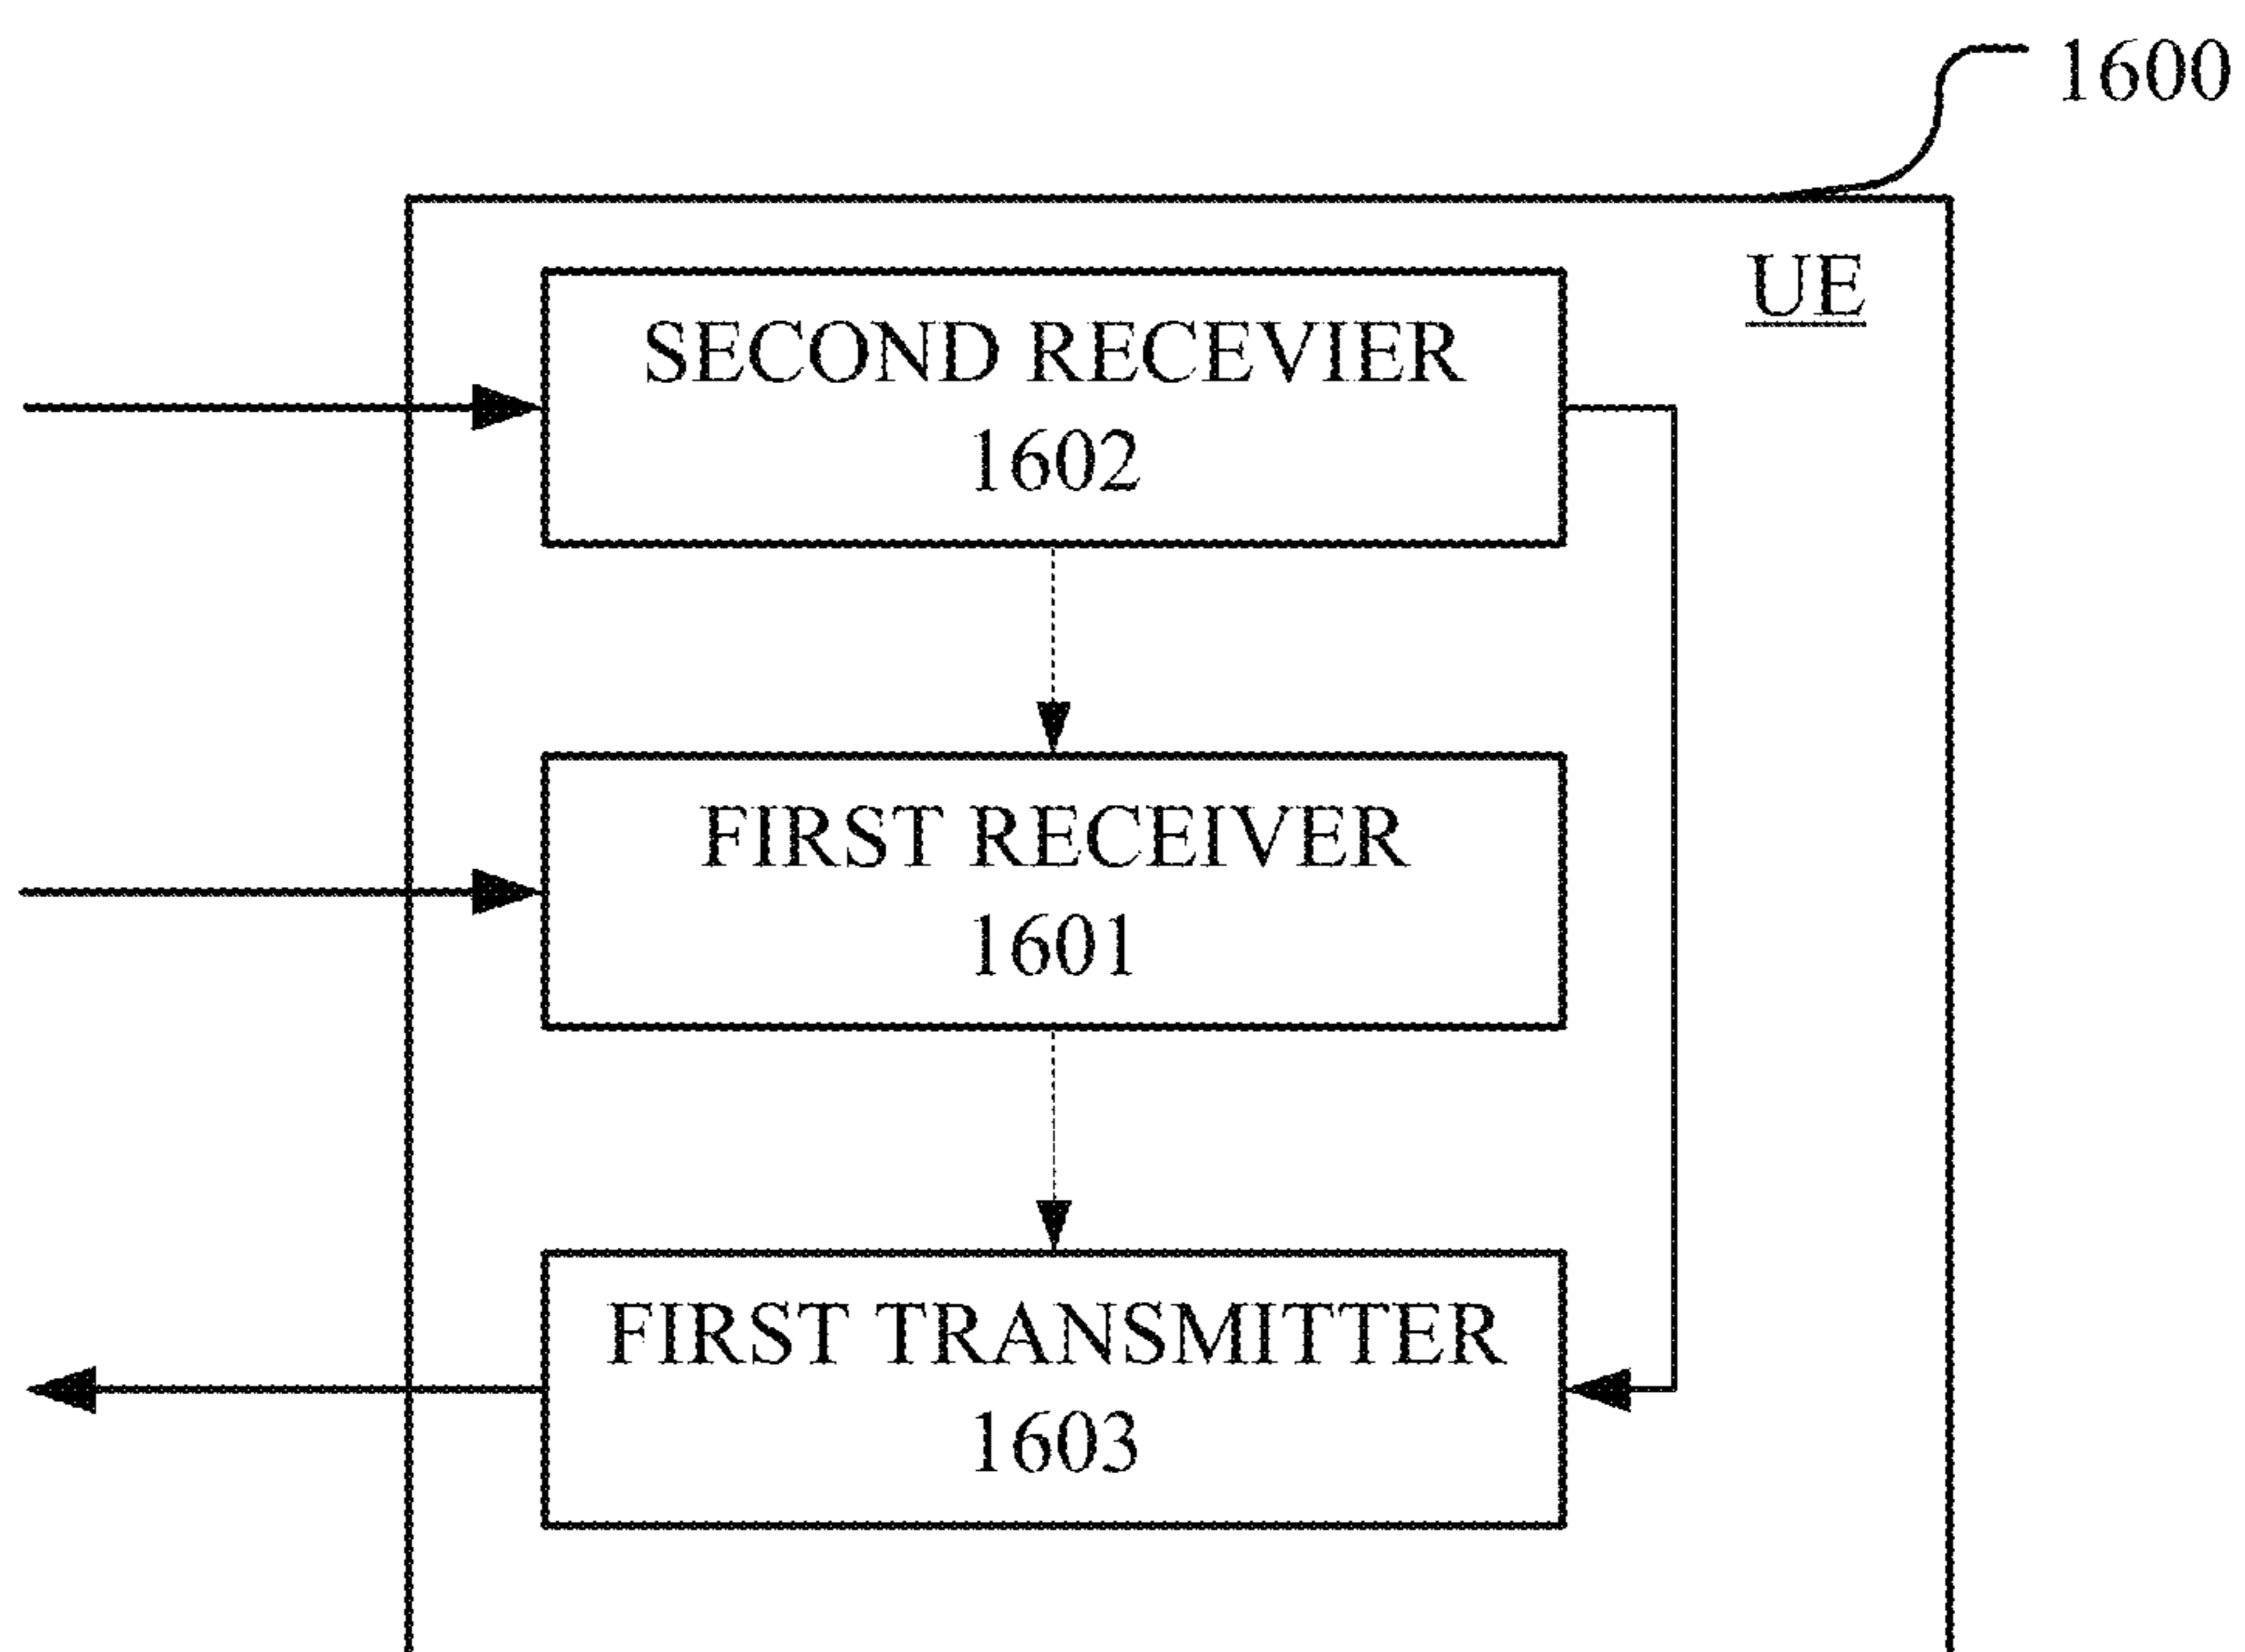 1600
UE
SECOND RECEVIER
1602
FIRST RECEIVER
1601
FIRST TRANSMITTER
1603